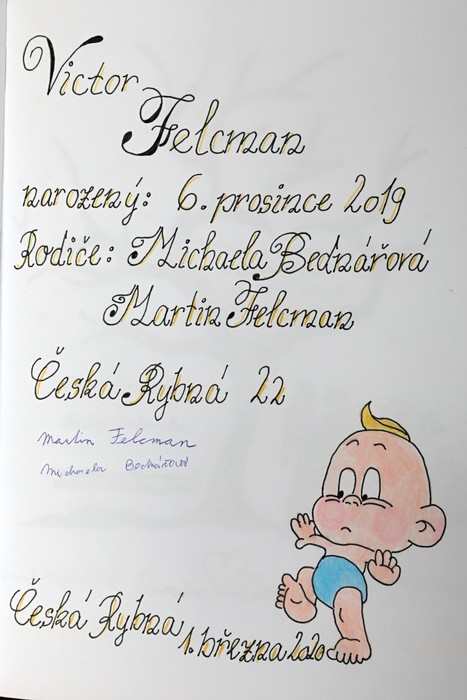 Victor
Felcman
narozený: 6. prosince 2019
Rodiče: Michaela Bednářová
Martin Felcman
Česká Rybná 22
Martin Felcman
Michaela Bednářová
Česká Rybná
1. března 2020